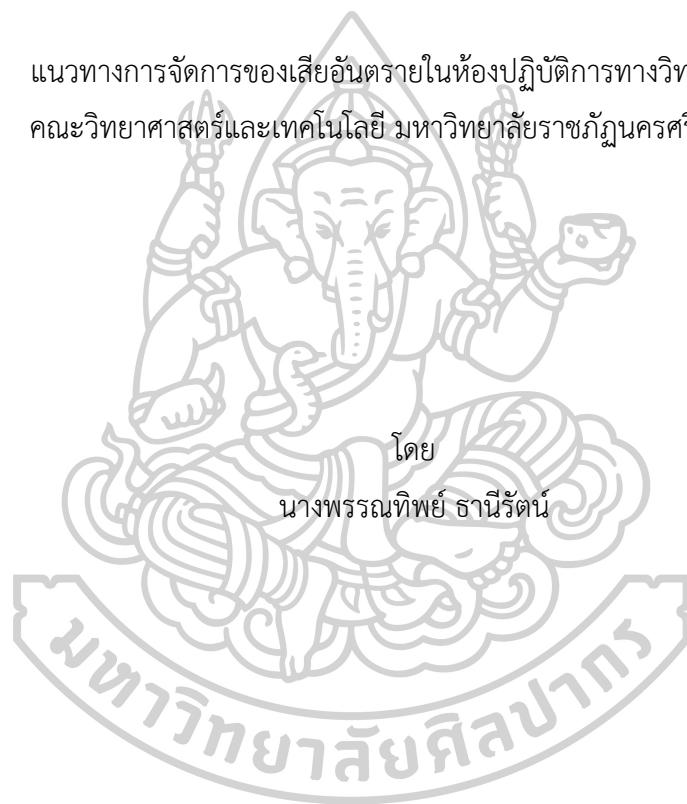 แนวทางการจัดการของเสียอันตรายในห้องปฏิบัติการทางวิท
คณะวิทยาศาสตร์และเทคโนโลยี มหาวิทยาลัยราชภัฏนครศรี
โดย
นางพรรณทิพย์ ธานีรัตน์
มหาวิทยาลัยศิลปากร